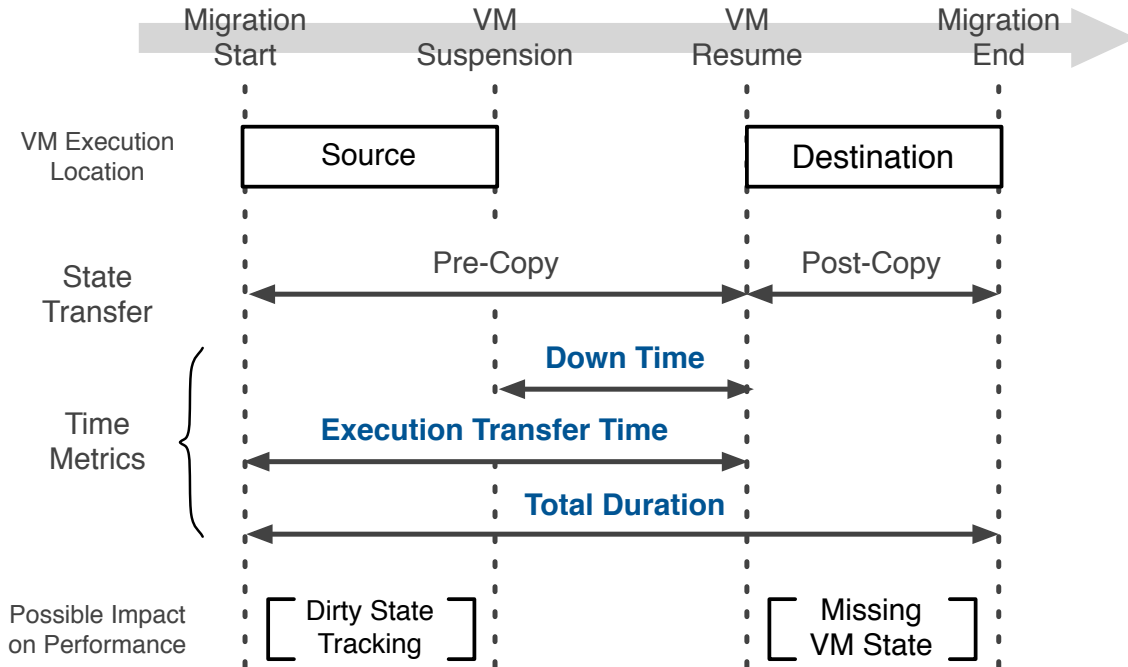 Migration Start
VM Suspension
VM Resume
Migration End
VM Execution
Location
Source
Destination
State
Transfer
Pre-Copy
Post-Copy
Time
Metrics
Down Time
Execution Transfer Time
Total Duration
Possible Impact
on Performance
Dirty State
Tracking
Missing
VM State